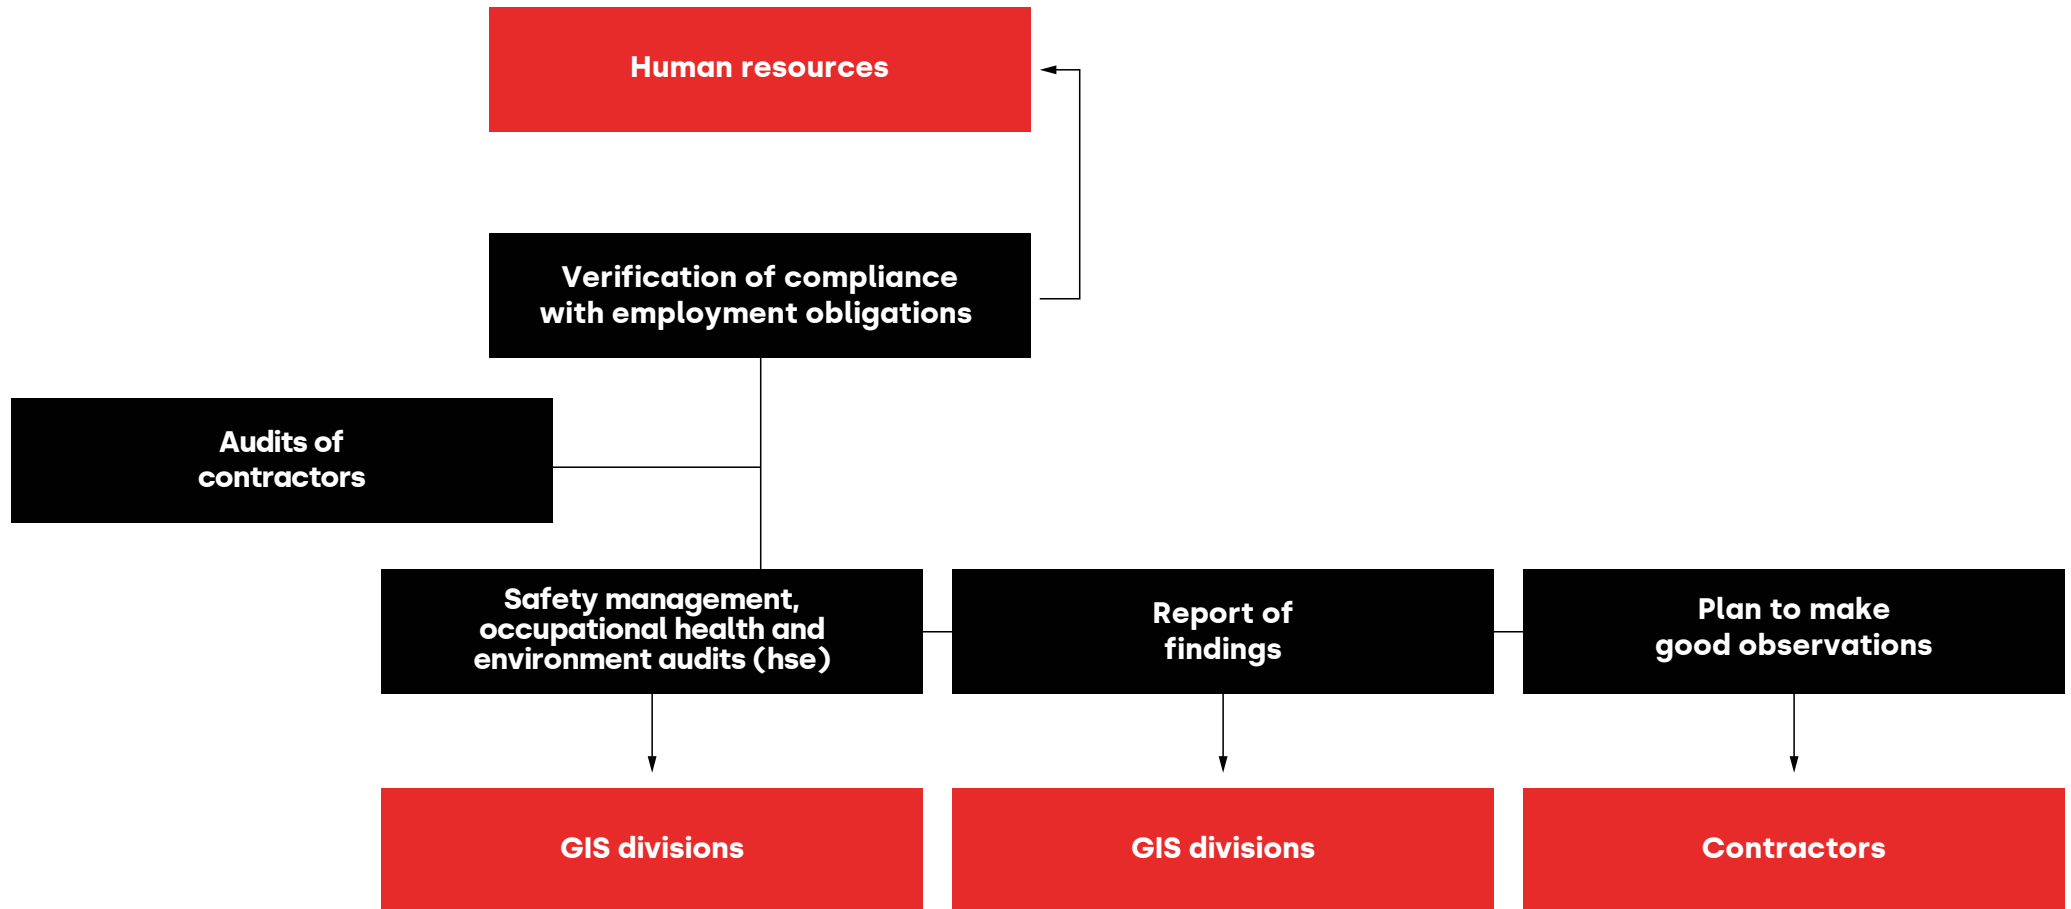 Human resources
Verification of compliance
with employment obligations
Audits of
contractors
Safety management,
occupational health and
environment audits (hse)
Report of
findings
Plan to make
good observations
GIS divisions
GIS divisions
Contractors